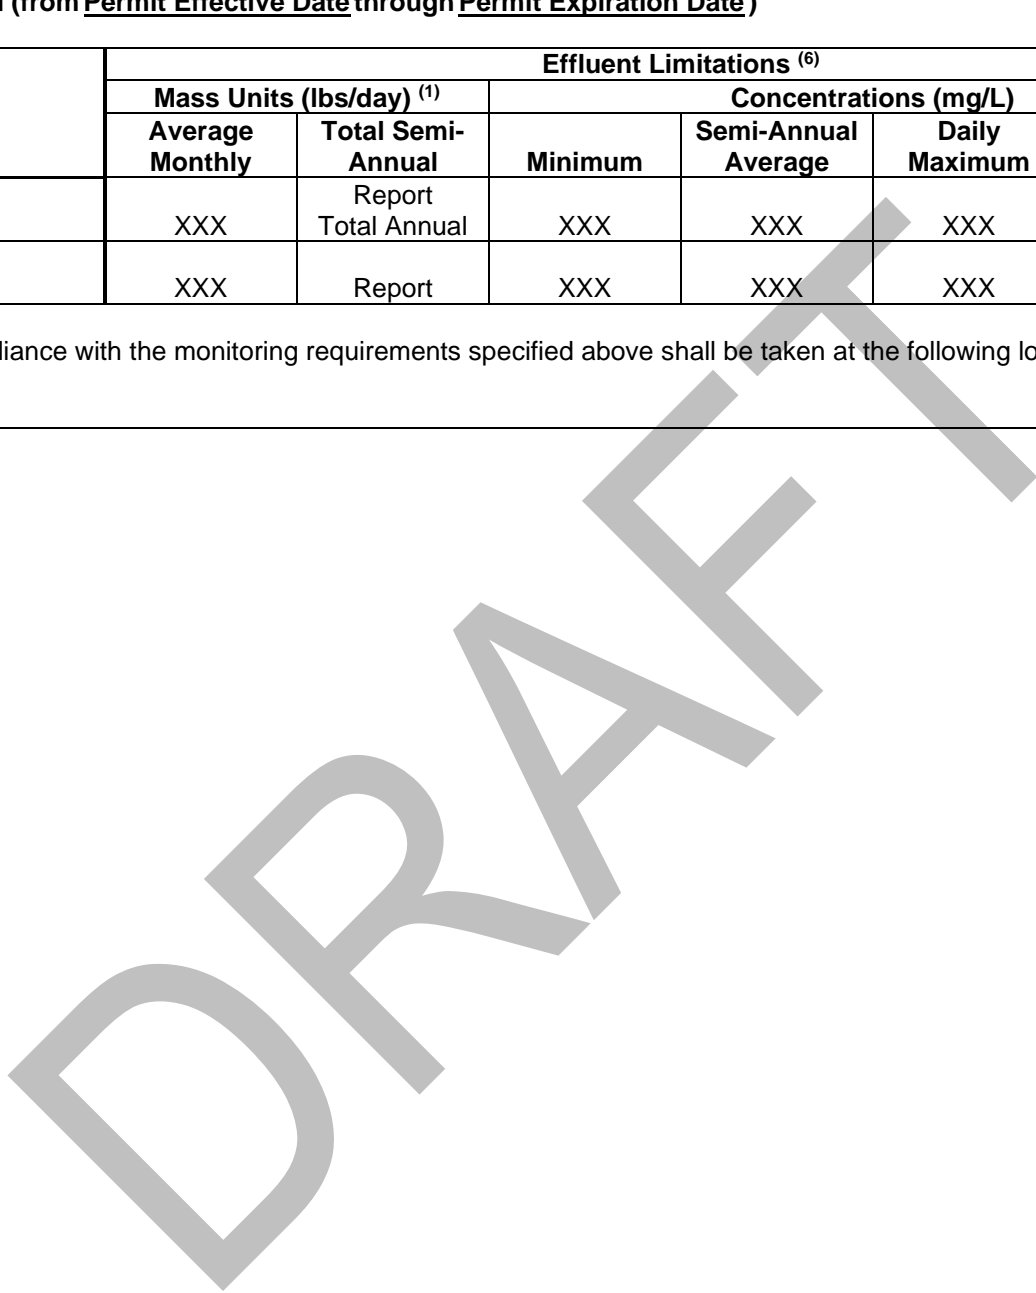 (from Permit Effective Date through Permit Expiration Date )
Effluent Limitations (6)
Mass Units (lbs/day) (1) Concentrations (mg/L)
Average Monthly Total Semi-Annual Minimum Semi-Annual Average Daily Maximum
XXX Report Total Annual XXX XXX XXX
XXX Report XXX XXX XXX
with the monitoring requirements specified above shall be taken at the following
DRAFT